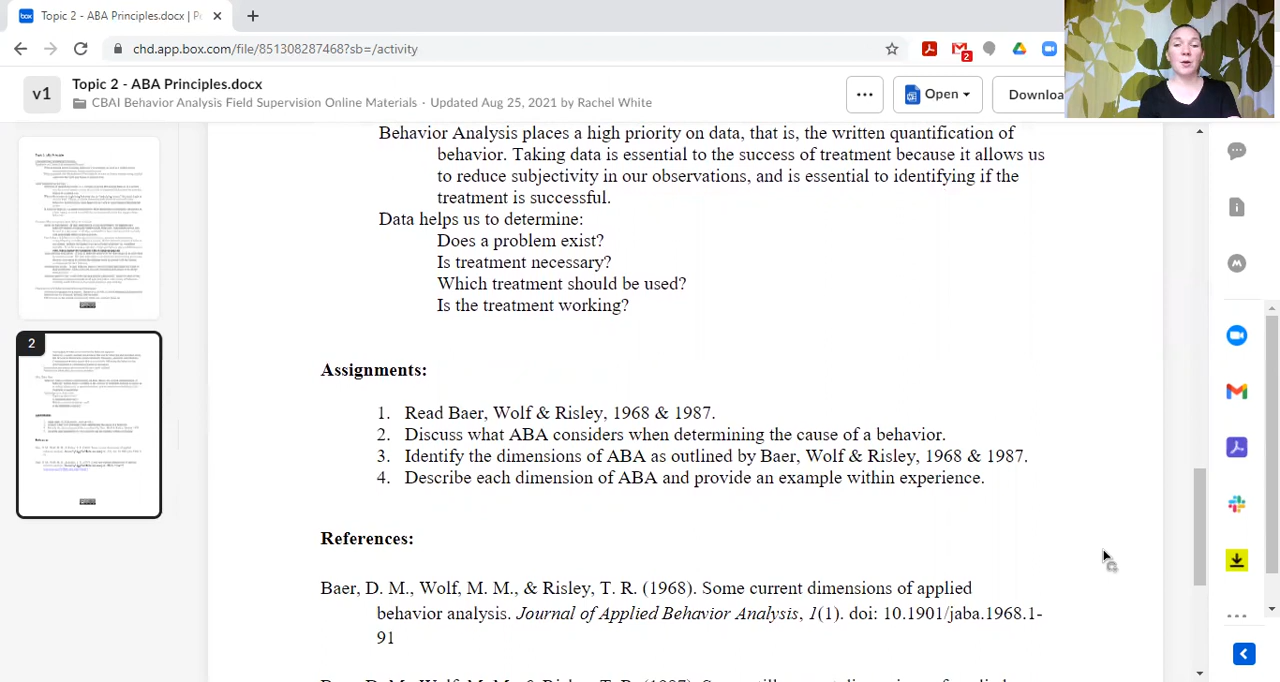 Topic 2 - ABA Principles.docx | P
chd.app.box.com/file/851308287468?sb=/activity
2
v1
Topic 2 - ABA Principles.docx
CBAI Behavior Analysis Field Supervision Online Materials · Updated Aug 25, 2021 by Rachel White
Open
Downloa
Behavior Analysis places a high priority on data, that is, the written quantification of
behavior. Taking data is essential to the success of treatment because it allows us
to reduce subjectivity in our observations, and is essential to identifying if the
treatment is successful.
Data helps us to determine:
Does a problem exist?
Is treatment necessary?
Which treatment should be used?
Is the treatment working?
2
Assignments:
1. Read Baer, Wolf & Risley, 1968 & 1987.
2. Discuss what ABA considers when determining the cause of a behavior.
3. Identify the dimensions of ABA as outlined by Baer, Wolf & Risley, 1968 & 1987.
4. Describe each dimension of ABA and provide an example within experience.
References:
Baer, D. M., Wolf, M. M., & Risley, T. R. (1968). Some current dimensions of applied
behavior analysis. Journal of Applied Behavior Analysis, 1(1). doi: 10.1901/jaba.1968.1-
91